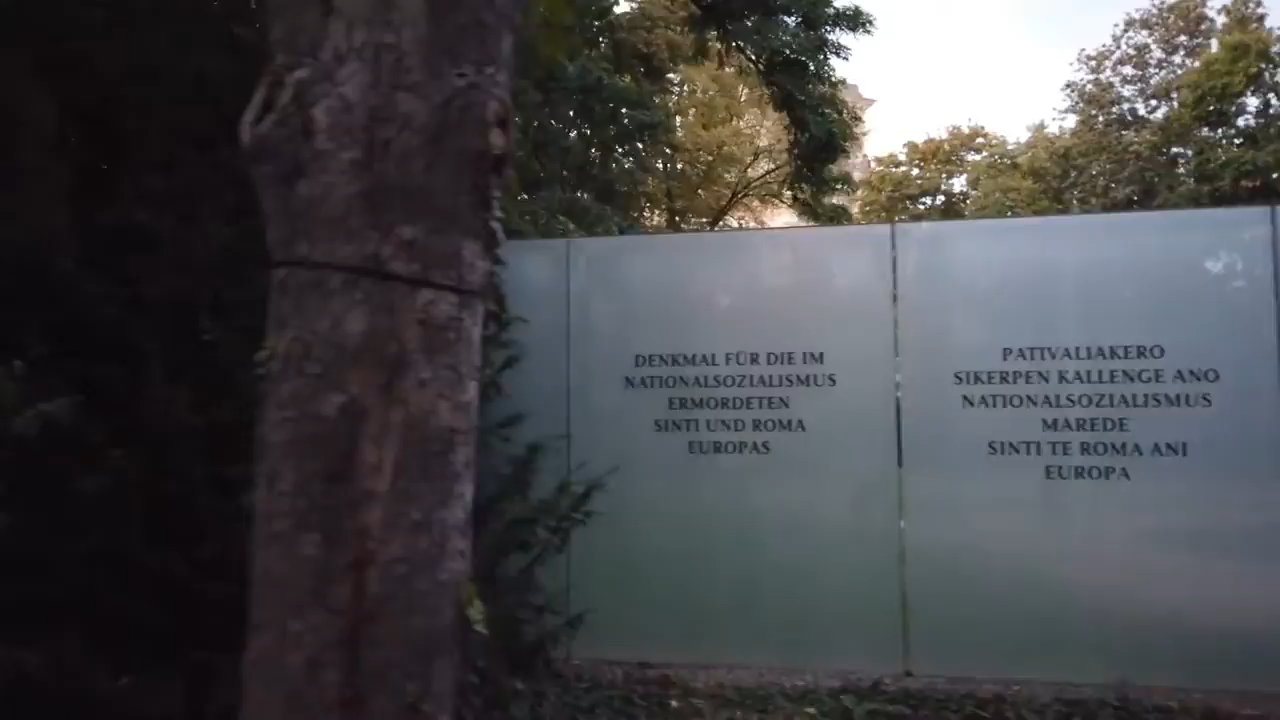 DENKMAL FÜR DIE IM
NATIONALSOZIALISMUS
ERMORDETEN
SINTI UND ROMA
EUROPAS
PATIVALIAKERO
SIKERPEN KALLENGE ANO
NATIONALSOZIALISMUS
MAREDE
SINTI TE ROMA ANI
EUROPA